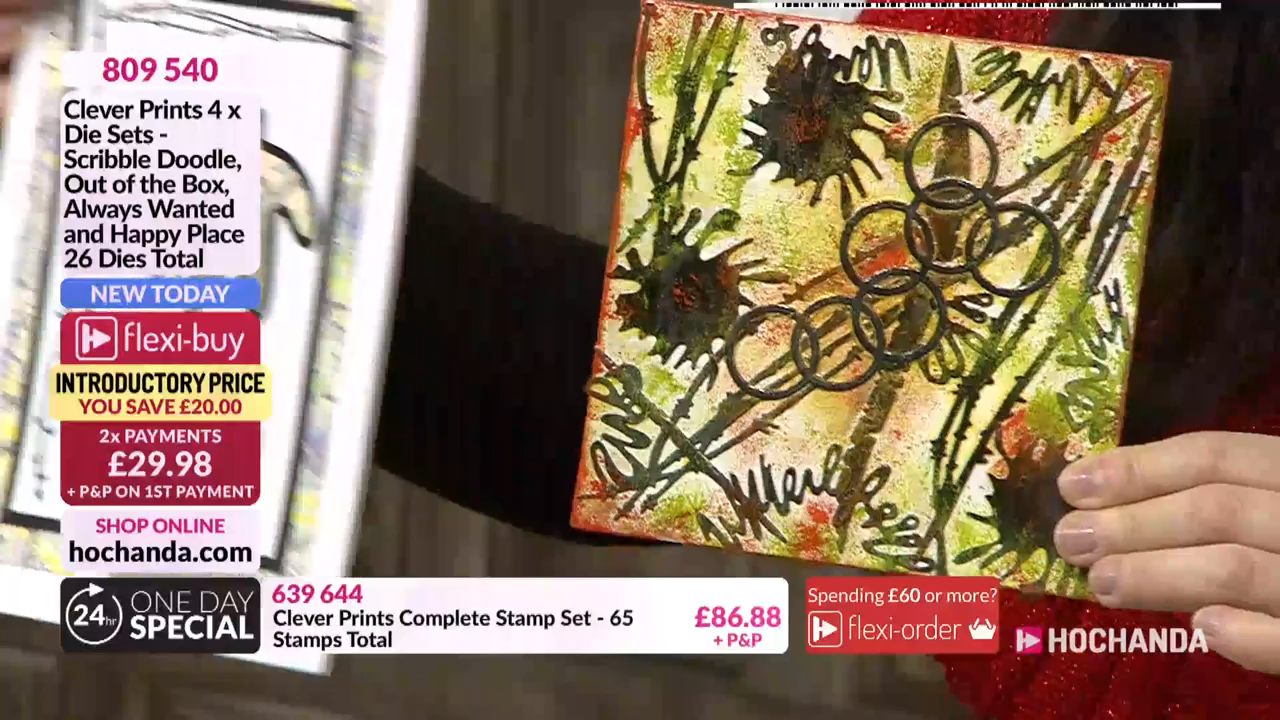 809 540
Clever Prints 4 x
Die Sets -
Scribble Doodle,
Out of the Box,
Always Wanted
and Happy Place
26 Dies Total
NEW TODAY
flexi-buy
INTRODUCTORY PRICE
YOU SAVE £20.00
2x PAYMENTS
£29.98
+ P&P ON 1ST PAYMENT
SHOP ONLINE
hochanda.com
24hr ONE DAY
SPECIAL
639 644
Clever Prints Complete Stamp Set - 65
Stamps Total
£86.88
+ P&P
Spending £60 or more?
flexi-order
HOCHANDA